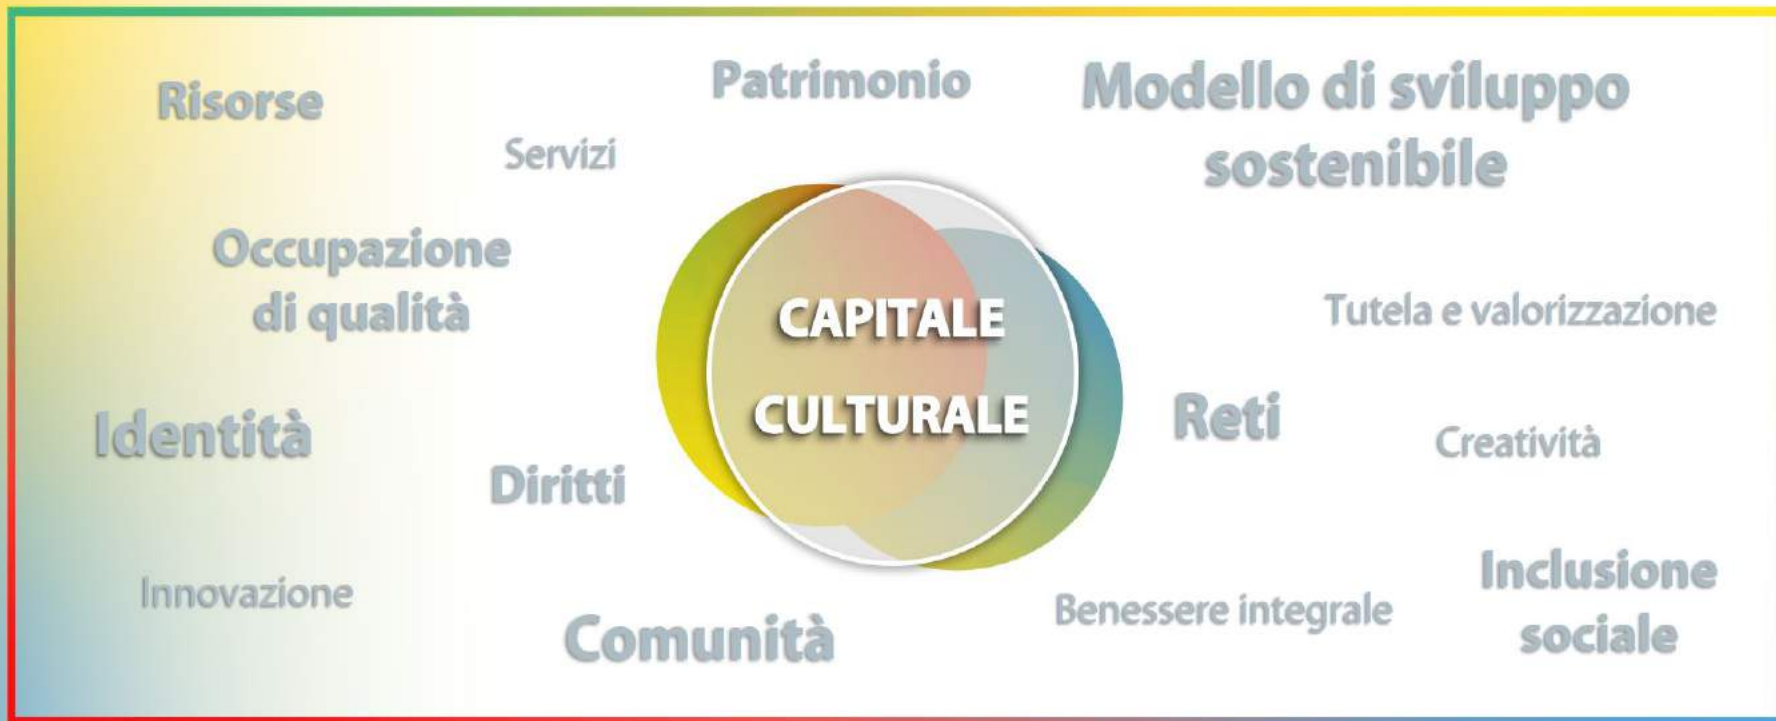 Risorse
Patrimonio
Modello di sviluppo
sostenibile
Servizi
Occupazione
di qualità
CAPITALE
CULTURALE
Tutela e valorizzazione
Identità
Diritti
Reti
Creatività
Innovazione
Comunità
Benessere integrale
Inclusione
sociale